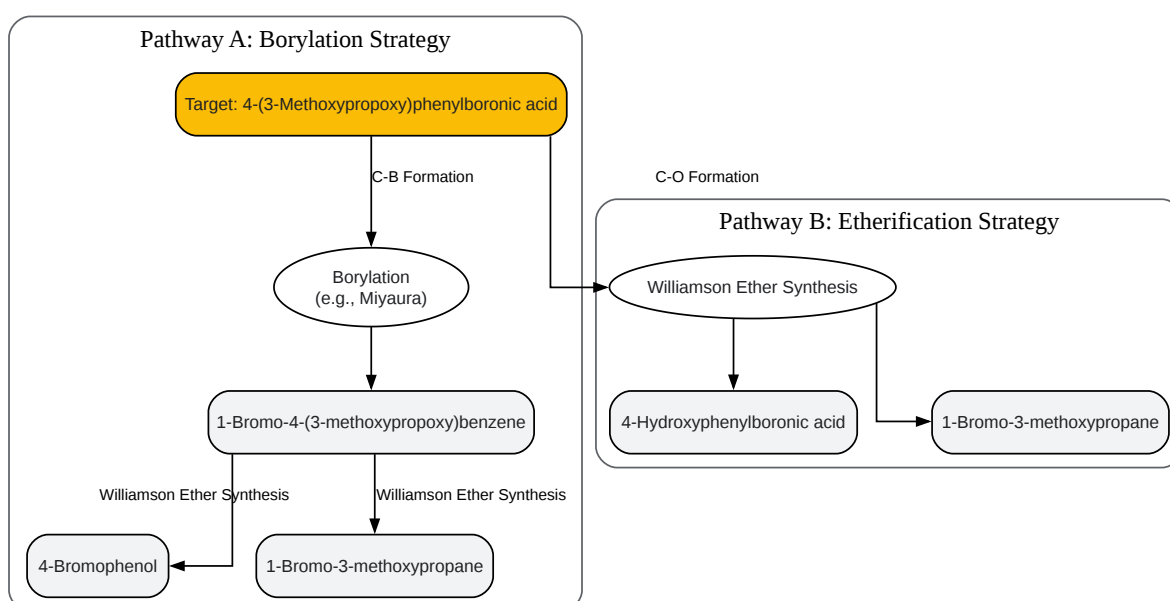 Pathway A: Borylation Strategy
Target: 4-(3-Methoxypropoxy)phenylboronic acid
C-B Formation
C-O Formation
Pathway B: Etherification Strategy
Borylation
(e.g., Miyaura)
Williamson Ether Synthesis
1-Bromo-4-(3-methoxypropoxy)benzene
4-Hydroxyphenylboronic acid
1-Bromo-3-methoxypropane
Williamson Ether Synthesis
Williamson Ether Synthesis
4-Bromophenol
1-Bromo-3-methoxypropane